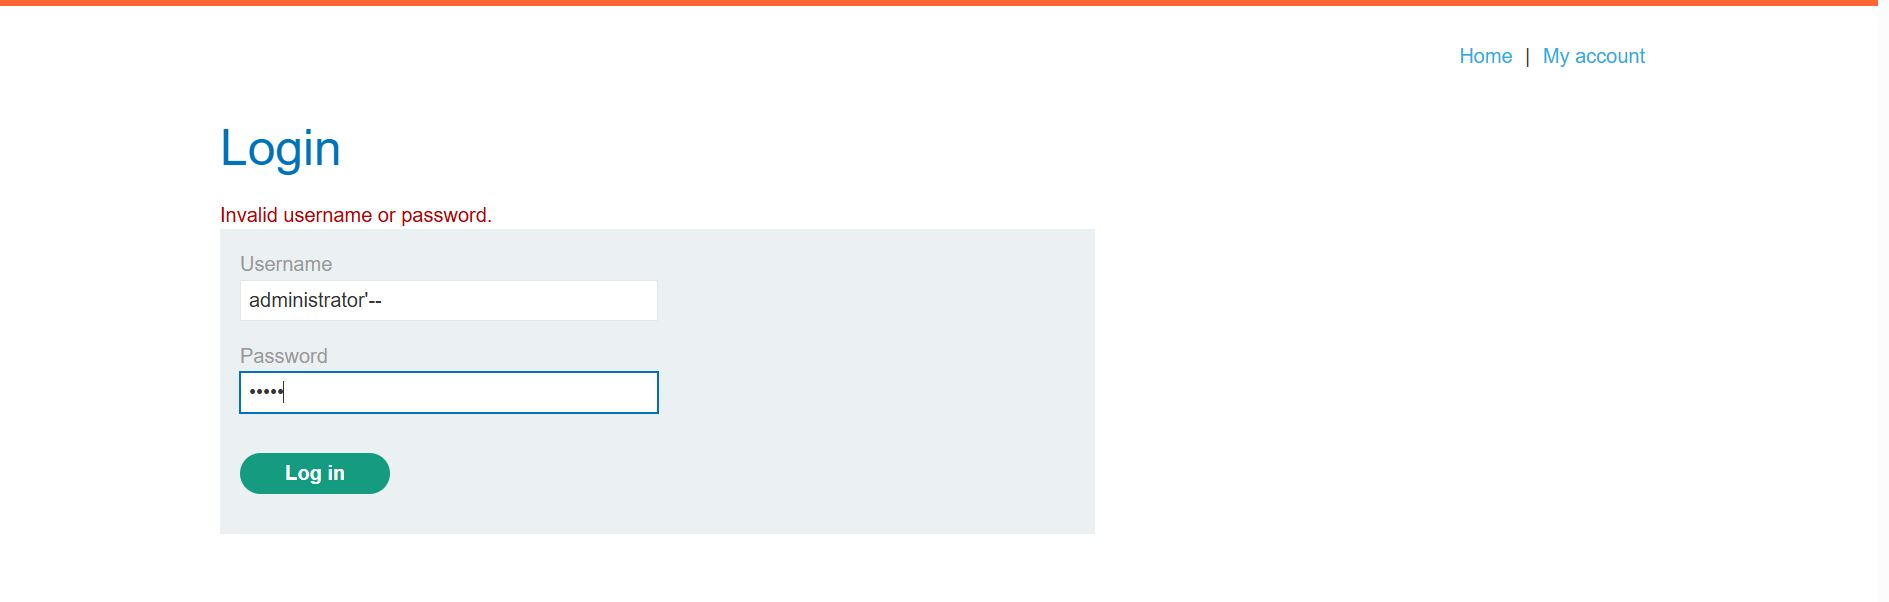 Home | My account
Login
Invalid username or password.
Username
administrator'--
Password
•••••
Log in